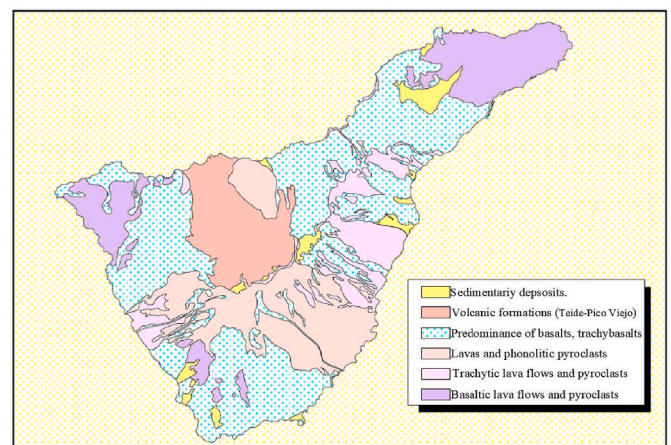 Sedimentariy deposits.
Volcanic formations (Teide-Pico Viejo)
Predominance of basalts, trachybasalts
Lavas and phonolitic pyroclasts
Trachytic lava flows and pyroclasts
Basaltic lava flows and pyroclasts